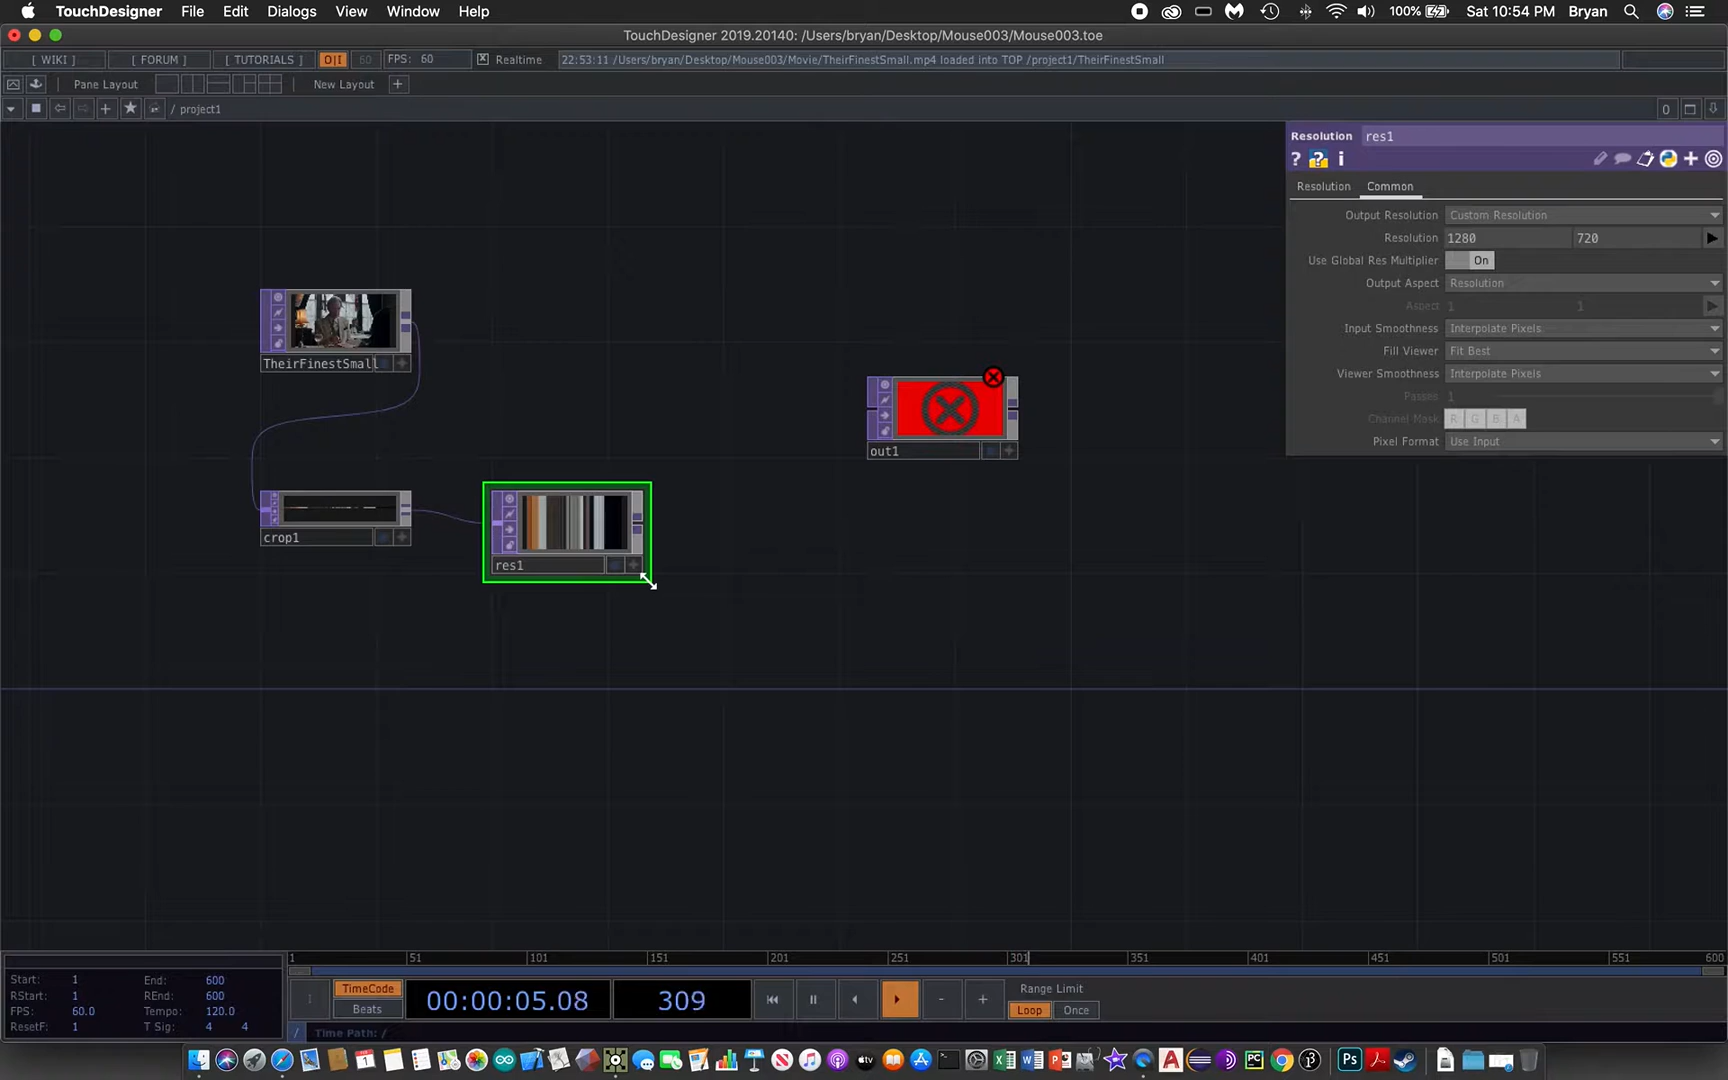 TouchDesigner File Edit Dialogs View Window Help 100% Sat 10:54 PM Bryan
TouchDesigner 2019.20140: /Users/bryan/Desktop/Mouse003/Mouse003.toe
[ WIKI ] [ FORUM ] [ TUTORIALS ] O|I 60 FPS: 60 Realtime 22:53:11 /Users/bryan/Desktop/Mouse003/Movie/TheirFinestSmall.mp4 loaded into TOP /project1/TheirFinestSmall
Pane Layout New Layout +
/ project1 0
Resolution res1
? ? i
Resolution Common
Output Resolution Custom Resolution
Resolution 1280 720
Use Global Res Multiplier On
Output Aspect Resolution
Aspect 1 1
Input Smoothness Interpolate Pixels
Fill Viewer Fit Best
Viewer Smoothness Interpolate Pixels
Passes 1
Channel Mask R G B A
Pixel Format Use Input
TheirFinestSmall
out1
crop1
res1
1 51 101 151 201 251 301 351 401 451 501 551 600
Start: 1 End: 600
RStart: 1 REnd: 600
FPS: 60.0 Tempo: 120.0
ResetF: 1 T Sig: 4 4
TimeCode
Beats
00:00:05.08 309
- +
Range Limit
Loop Once
/ Time Path: /
tv PC Ps